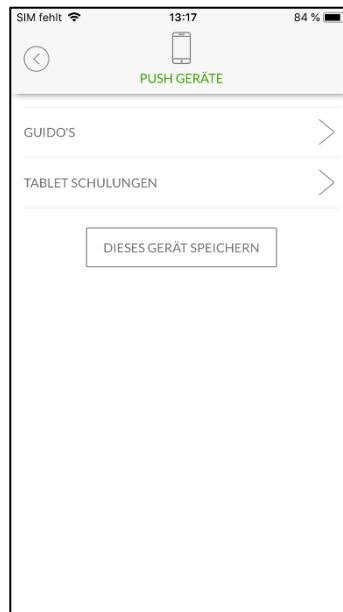 SIM fehlt 13:17 84 %
PUSH GERÄTE
GUIDO'S
TABLET SCHULUNGEN
DIESES GERÄT SPEICHERN